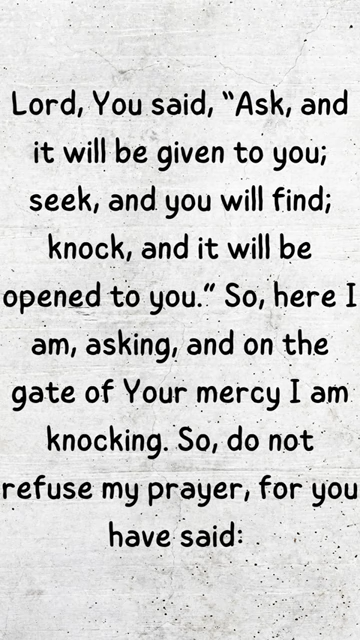 Lord, You said, “Ask, and
it will be given to you;
seek, and you will find;
knock, and it will be
opened to you.” So, here I
am, asking, and on the
gate of Your mercy I am
knocking. So, do not
refuse my prayer, for you
have said: